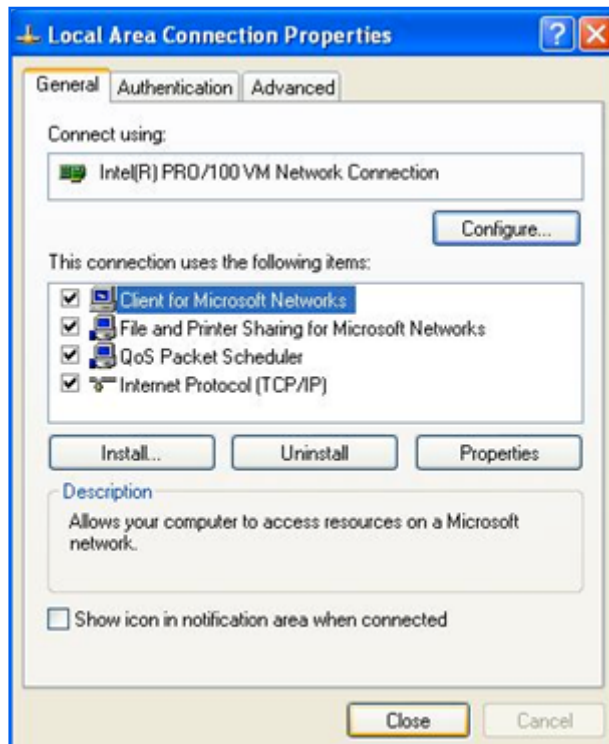 Local Area Connection Properties
General Authentication Advanced
Connect using:
Intel(R) PRO/100 VM Network Connection
Configure...
This connection uses the following items:
Client for Microsoft Networks
File and Printer Sharing for Microsoft Networks
QoS Packet Scheduler
Internet Protocol (TCP/IP)
Install... Uninstall Properties
Description
Allows your computer to access resources on a Microsoft
network.
Show icon in notification area when connected
Close Cancel